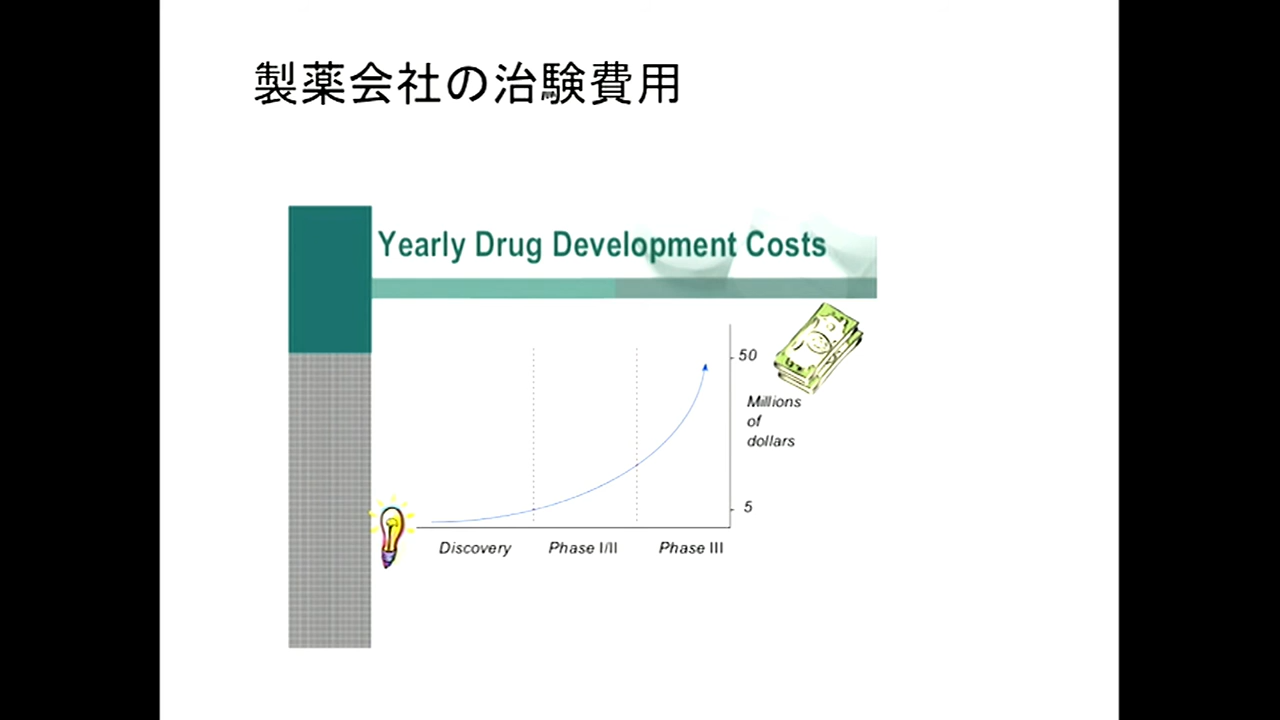 製薬会社の治験費用
Yearly Drug Development Costs
50
Millions
of
dollars
5
Discovery
Phase I/II
Phase III